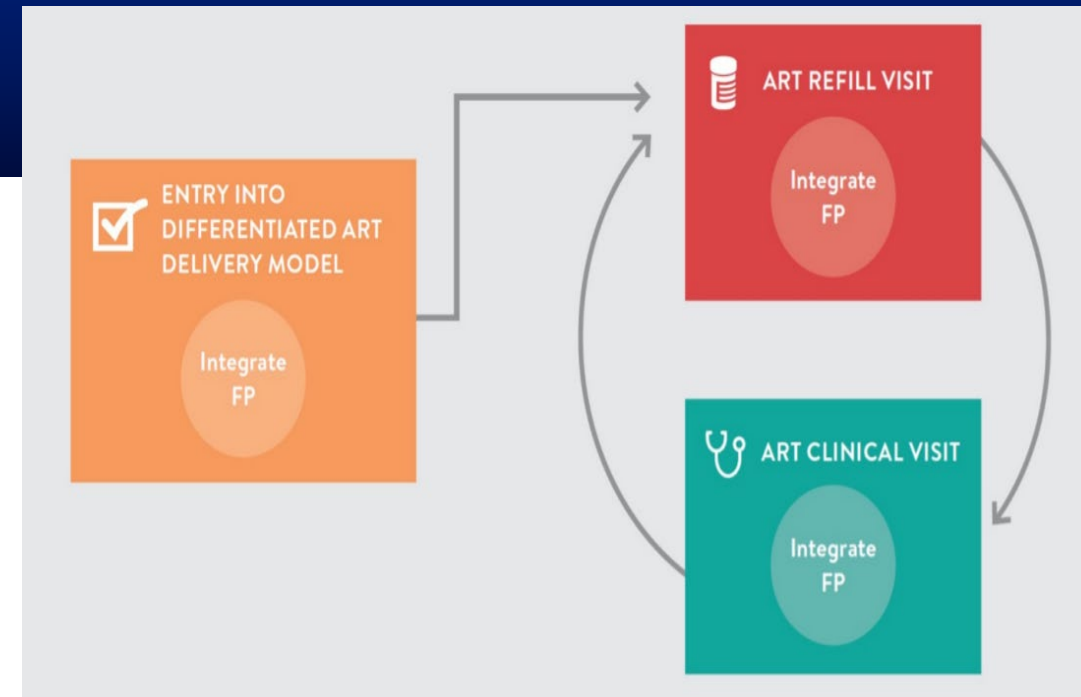 ENTRY INTO
DIFFERENTIATED ART
DELIVERY MODEL
Integrate
FP
ART REFILL VISIT
Integrate
FP
ART CLINICAL VISIT
Integrate
FP